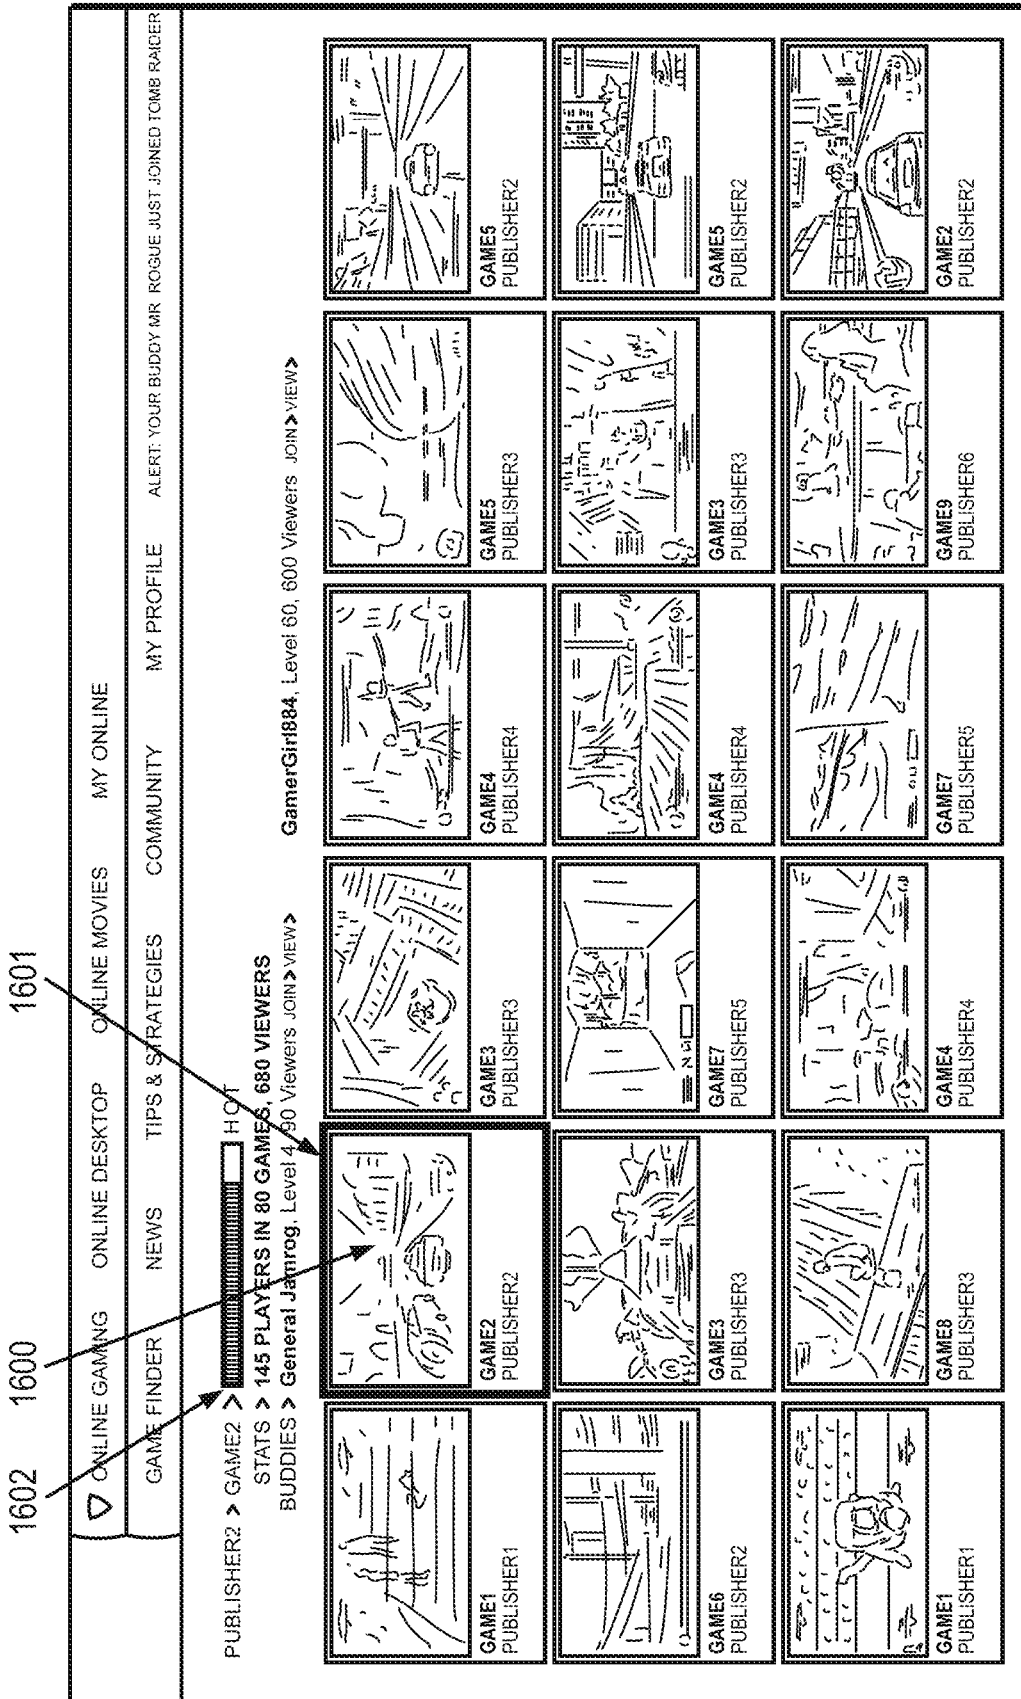 1602
1600
1601
ONLINE GAMING ONLINE DESKTOP ONLINE MOVIES MY ONLINE
GAME FINDER NEWS TIPS & STRATEGIES COMMUNITY MY PROFILE ALERT: YOUR BUDDY MR ROGUE JUST JOINED TOMB RAIDER
PUBLISHER2 > GAME2 > HOT
STATS > 145 PLAYERS IN 80 GAMES, 680 VIEWERS
BUDDIES > General Jamrog, Level 4, 90 Viewers JOIN>VIEW> GamerGirl884, Level 60, 600 Viewers JOIN>VIEW>
GAME1 GAME2 GAME3 GAME4 GAME5 GAME5
PUBLISHER1 PUBLISHER2 PUBLISHER3 PUBLISHER4 PUBLISHER3 PUBLISHER2
GAME6 GAME3 GAME7 GAME4 GAME3 GAME5
PUBLISHER2 PUBLISHER3 PUBLISHER5 PUBLISHER4 PUBLISHER3 PUBLISHER2
GAME1 GAME8 GAME4 GAME7 GAME9 GAME2
PUBLISHER1 PUBLISHER3 PUBLISHER4 PUBLISHER5 PUBLISHER6 PUBLISHER2